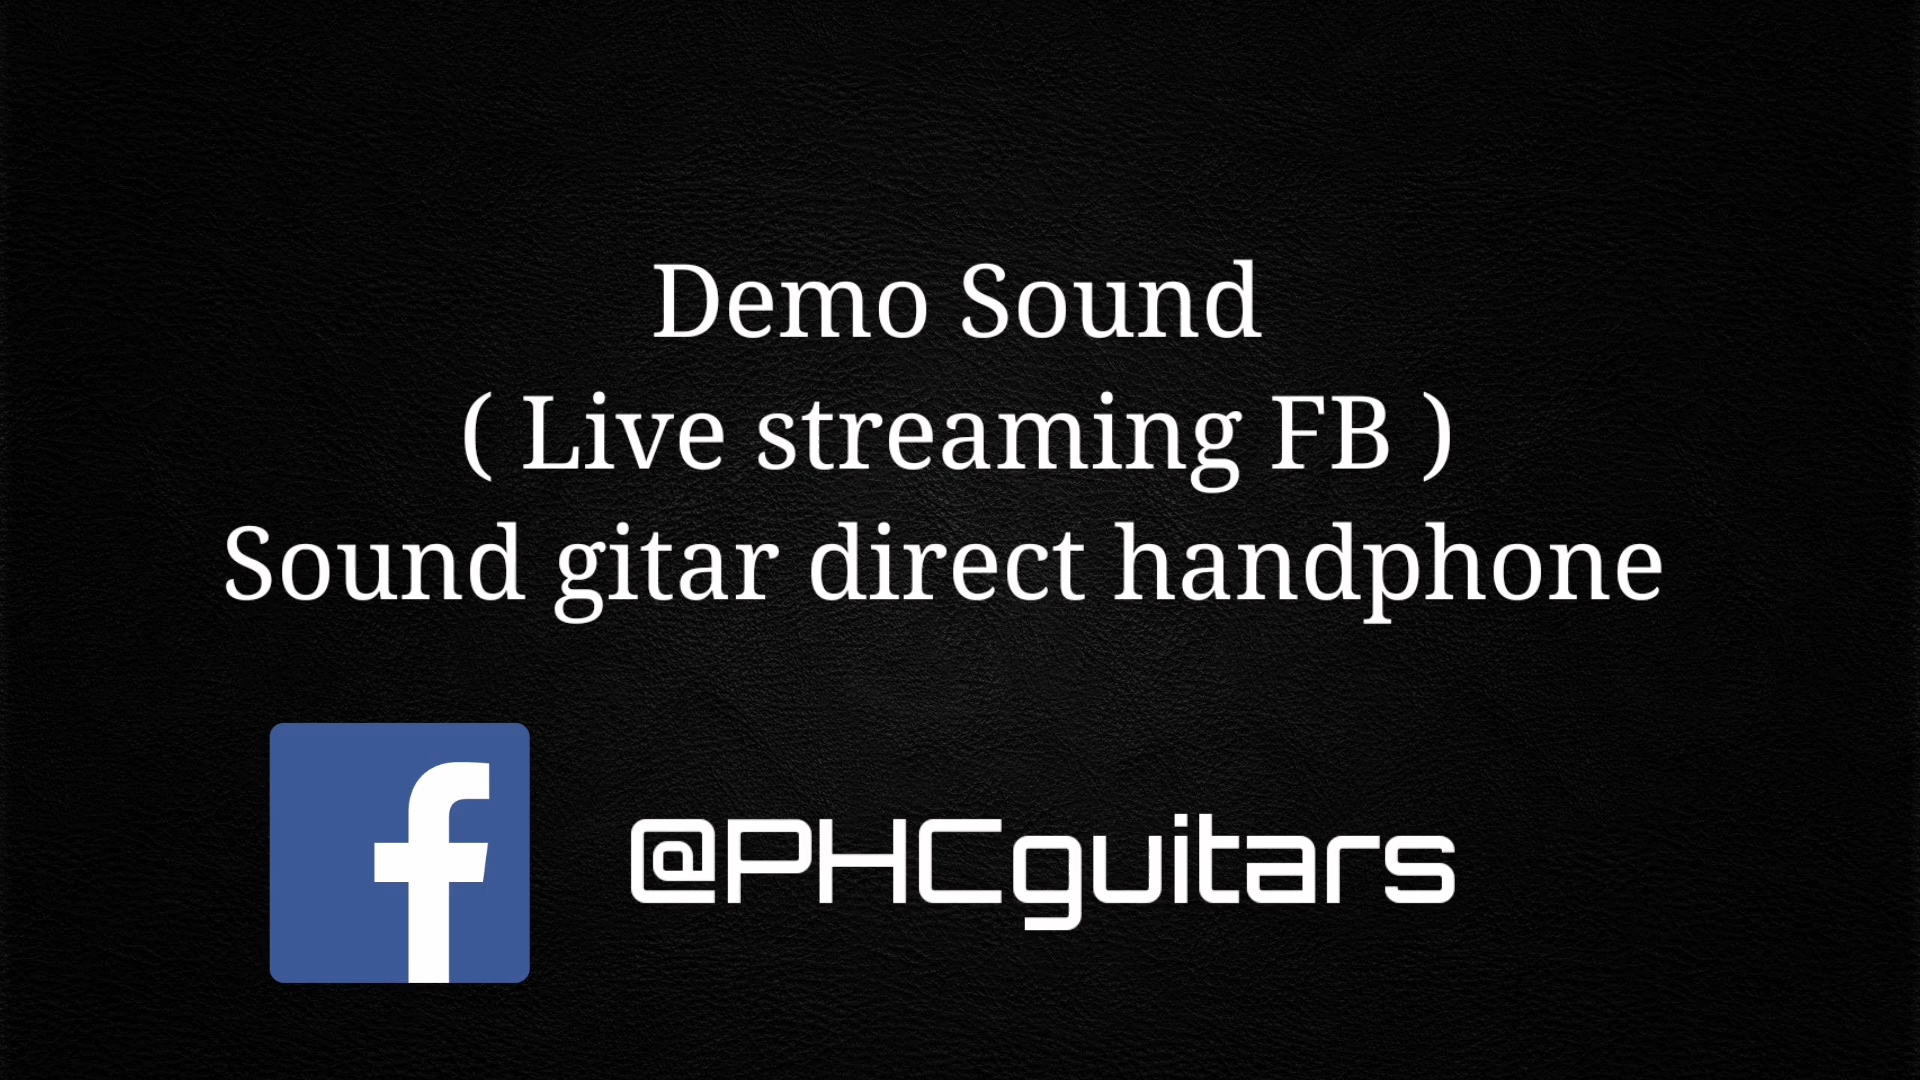 Demo Sound
( Live streaming FB )
Sound gitar direct handphone
f
@PHCguitars